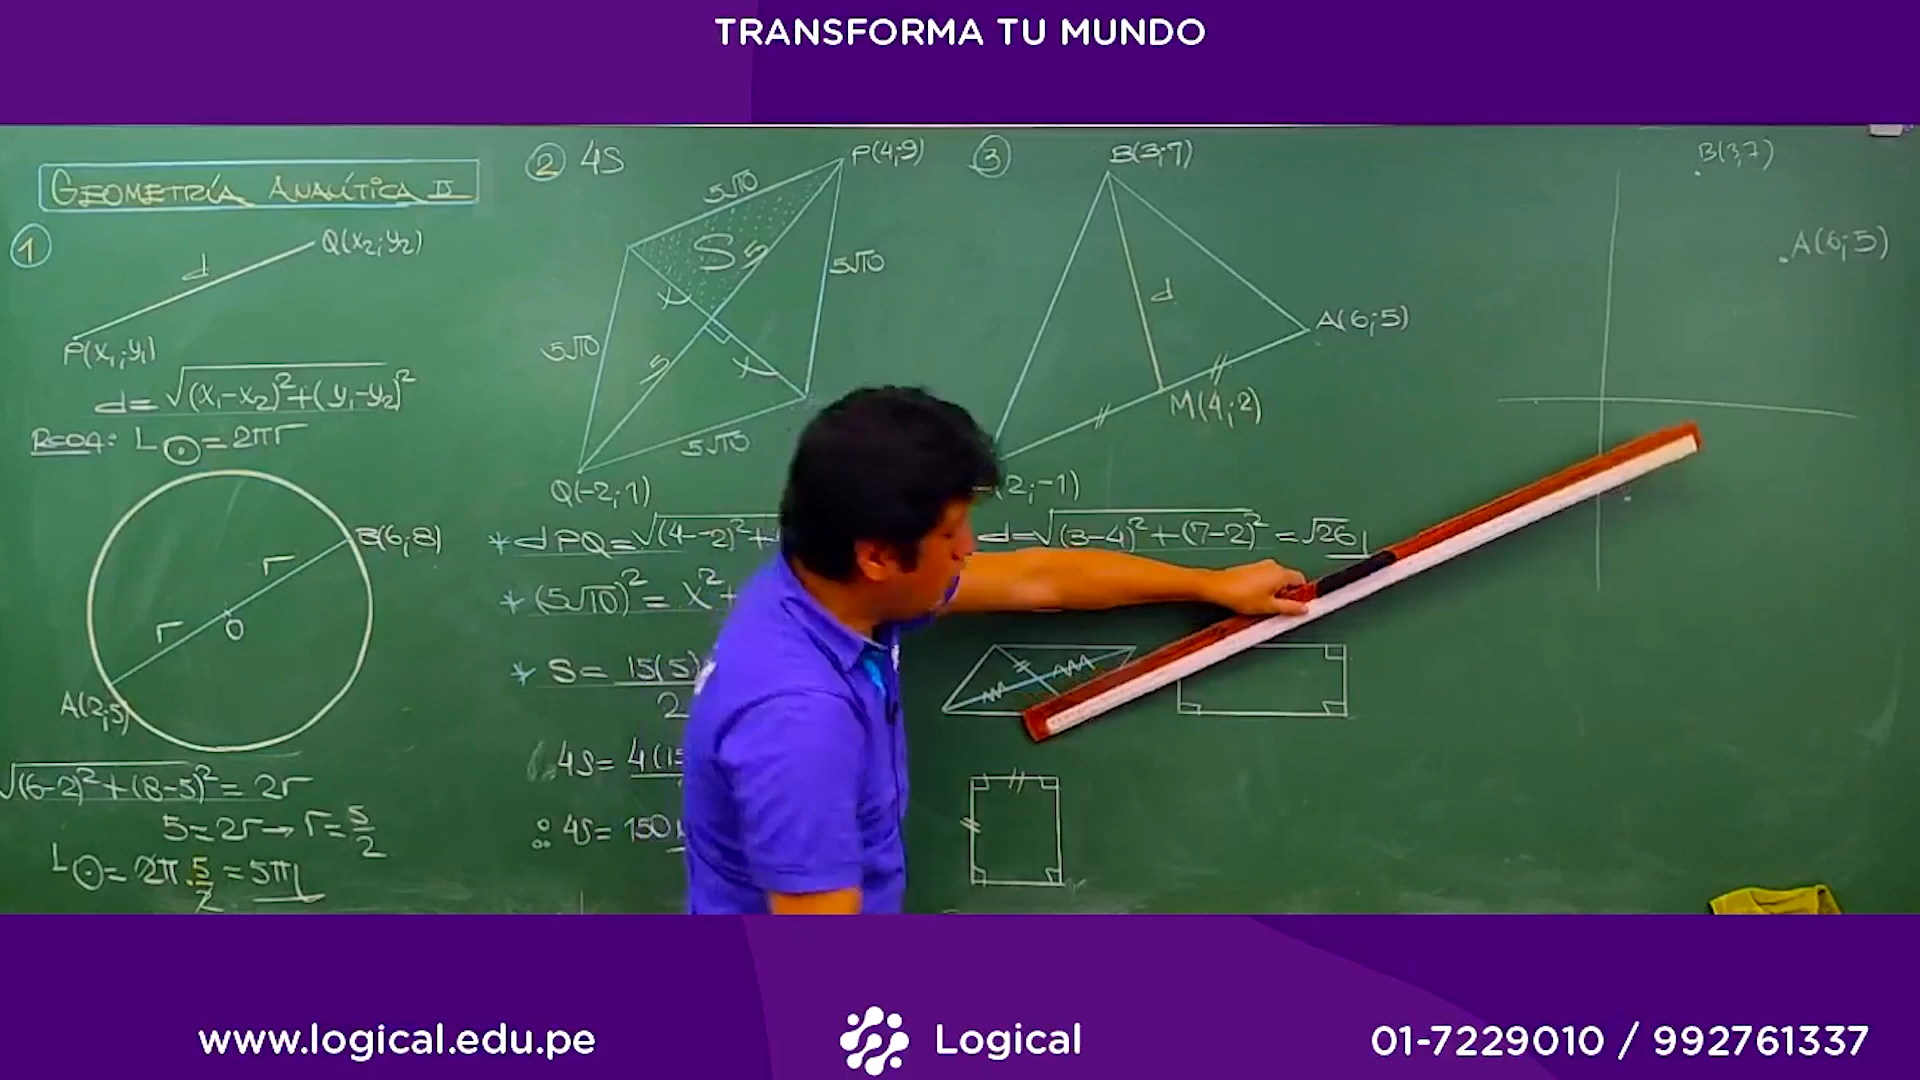 TRANSFORMA TU MUNDO
GEOMETRÍA ANALÍTICA II
1
d
Q(x₂;y₂)
P(x₁;y₁)
d=√(x₁-x₂)²+(y₁-y₂)²
L⊙=2πr
r
r
O
B(6;8)
A(2;5)
√(6-2)²+(8-5)²=2r
5=2r→r=5/2
L⊙=2π.5/2=5π
2
4S
P(4;9)
5√10
S
5
5√10
x
5√10
5
x
5√10
Q(-2;1)
*dPQ=√(4--2)²+
*(5√10)²=x²+
*S=15(5)
2
4S=4(15
∴4S=150
3
B(3;7)
d
A(6;5)
M(4;2)
(2;-1)
d=√(3-4)²+(7-2)²=√26
B(3;7)
A(6;5)
www.logical.edu.pe
Logical
01-7229010 / 992761337